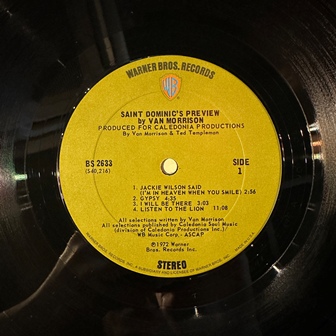 WARNER BROS. RECORDS
SAINT DOMINIC'S PREVIEW
by VAN MORRISON
PRODUCED FOR CALEDONIA PRODUCTIONS
By Van Morrison & Ted Templeman
BS 2633
(S40,216)
SIDE
1
1. JACKIE WILSON SAID
(I'M IN HEAVEN WHEN YOU SMILE) 2:56
2. GYPSY 4:35
3. I WILL BE THERE 3:03
4. LISTEN TO THE LION 11:08
All selections written by Van Morrison
All selections published by Caledonia Soul Music
(division of Caledonia Productions Inc.)/
WB Music Corp. - ASCAP
Ⓟ1972 Warner
Bros. Records Inc.
STEREO